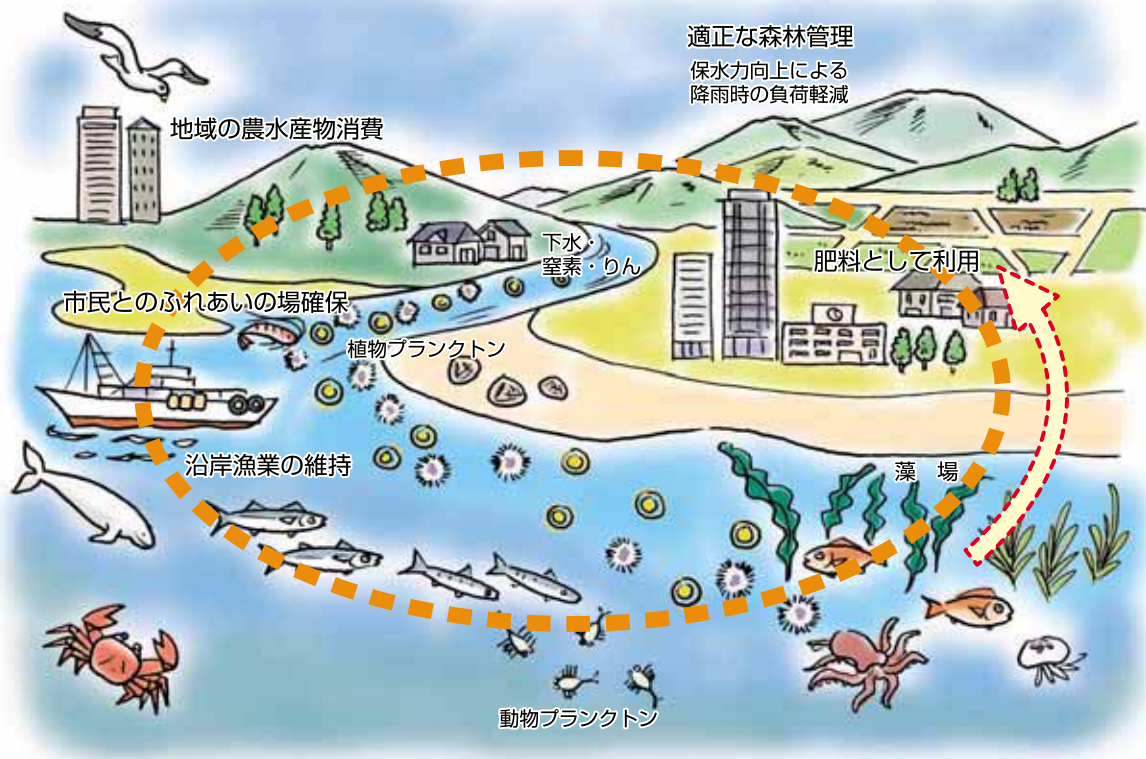 適正な森林管理
保水力向上による
降雨時の負荷軽減
地域の農水産物消費
下水・
窒素・りん
肥料として利用
市民とのふれあいの場確保
植物プランクトン
沿岸漁業の維持
藻　場
動物プランクトン